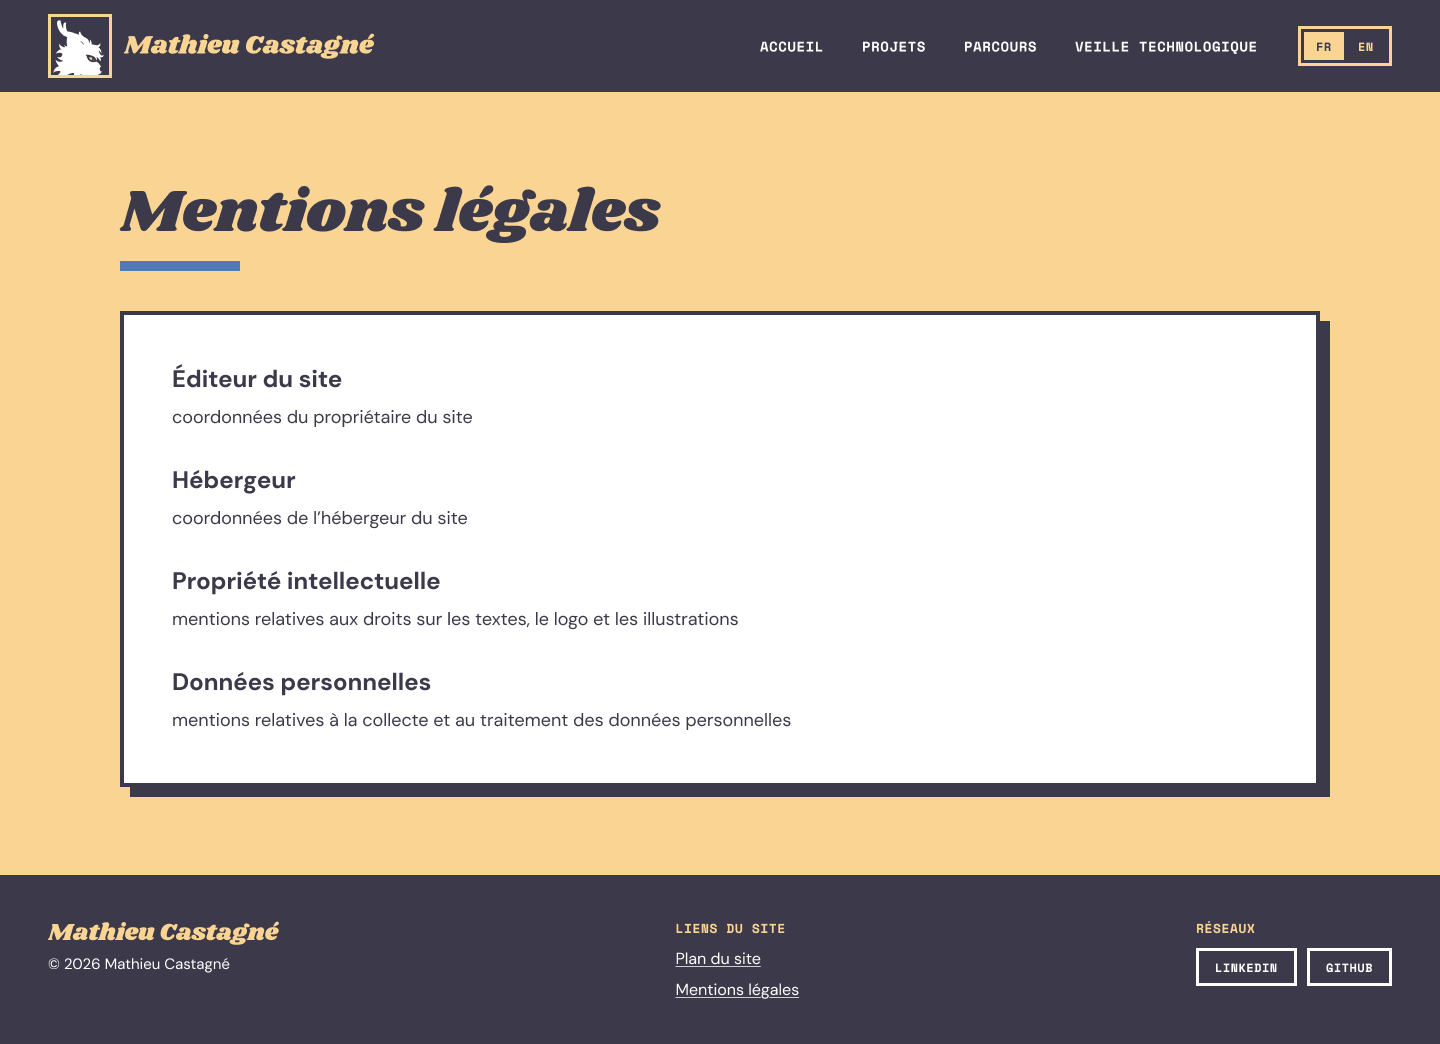 Mathieu Castagné
ACCUEIL
PROJETS
PARCOURS
VEILLE TECHNOLOGIQUE
FR
EN
Mentions légales
Éditeur du site
coordonnées du propriétaire du site
Hébergeur
coordonnées de l’hébergeur du site
Propriété intellectuelle
mentions relatives aux droits sur les textes, le logo et les illustrations
Données personnelles
mentions relatives à la collecte et au traitement des données personnelles
Mathieu Castagné
© 2026 Mathieu Castagné
LIENS DU SITE
Plan du site
Mentions légales
RÉSEAUX
LINKEDIN
GITHUB